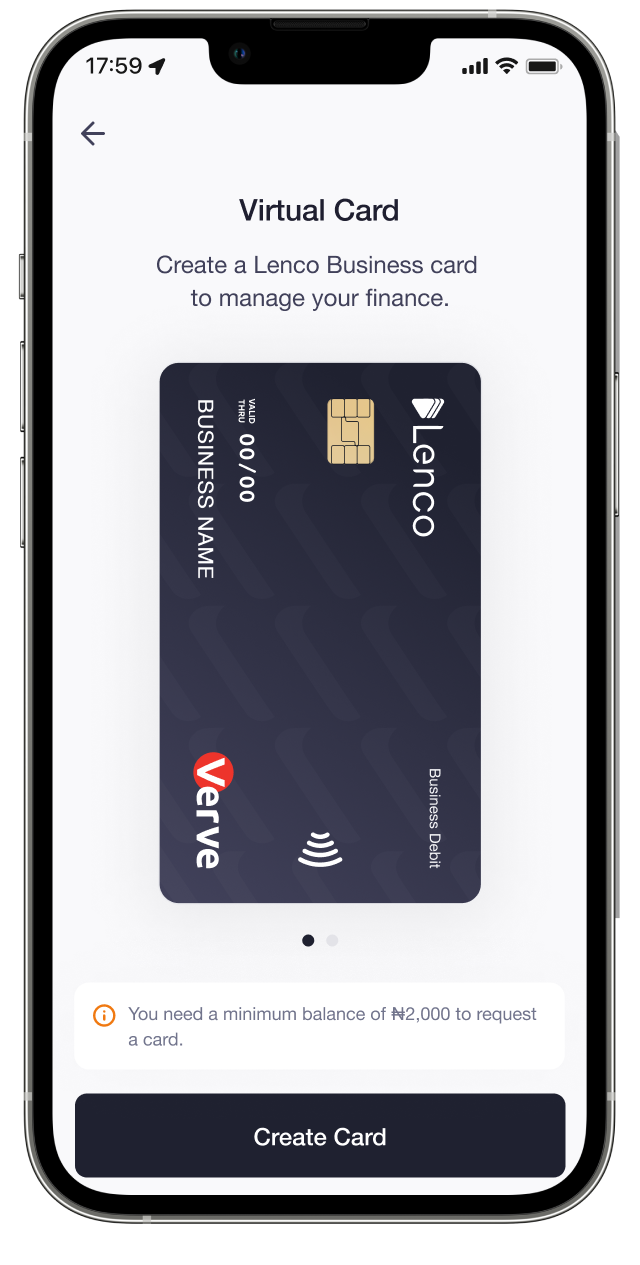 17:59
Virtual Card
Create a Lenco Business card
to manage your finance.
Lenco
Business Debit
VALID
THRU
00/00
BUSINESS NAME
Verve
You need a minimum balance of ₦2,000 to request
a card.
Create Card